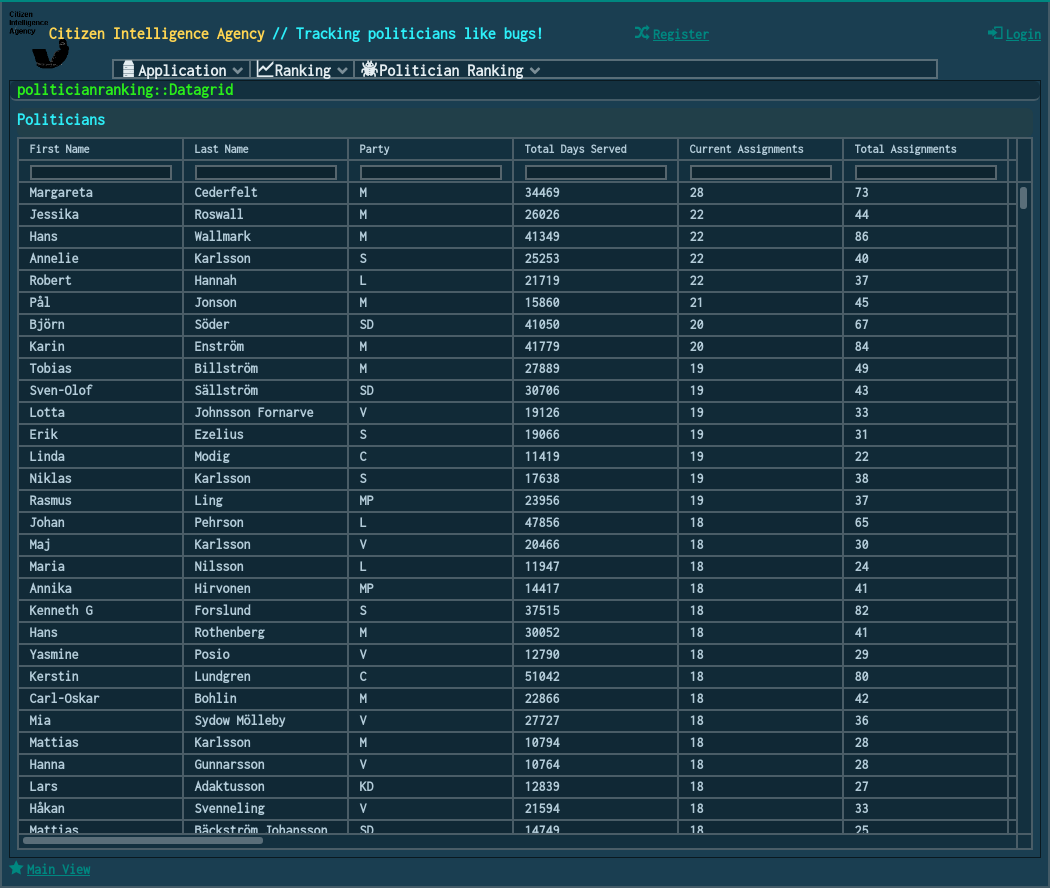 Citizen
Intelligence
Agency
Citizen Intelligence Agency // Tracking politicians like bugs!
Register
Login
Application
Ranking
Politician Ranking
politicianranking::Datagrid
Politicians
First Name Last Name Party Total Days Served Current Assignments Total Assignments
Margareta Cederfelt M 34469 28 73
Jessika Roswall M 26026 22 44
Hans Wallmark M 41349 22 86
Annelie Karlsson S 25253 22 40
Robert Hannah L 21719 22 37
Pål Jonson M 15860 21 45
Björn Söder SD 41050 20 67
Karin Enström M 41779 20 84
Tobias Billström M 27889 19 49
Sven-Olof Sällström SD 30706 19 43
Lotta Johnsson Fornarve V 19126 19 33
Erik Ezelius S 19066 19 31
Linda Modig C 11419 19 22
Niklas Karlsson S 17638 19 38
Rasmus Ling MP 23956 19 37
Johan Pehrson L 47856 18 65
Maj Karlsson V 20466 18 30
Maria Nilsson L 11947 18 24
Annika Hirvonen MP 14417 18 41
Kenneth G Forslund S 37515 18 82
Hans Rothenberg M 30052 18 41
Yasmine Posio V 12790 18 29
Kerstin Lundgren C 51042 18 80
Carl-Oskar Bohlin M 22866 18 42
Mia Sydow Mölleby V 27727 18 36
Mattias Karlsson M 10794 18 28
Hanna Gunnarsson V 10764 18 28
Lars Adaktusson KD 12839 18 27
Håkan Svenneling V 21594 18 33
Mattias Bäckström Johansson SD 14749 18 25
Main View